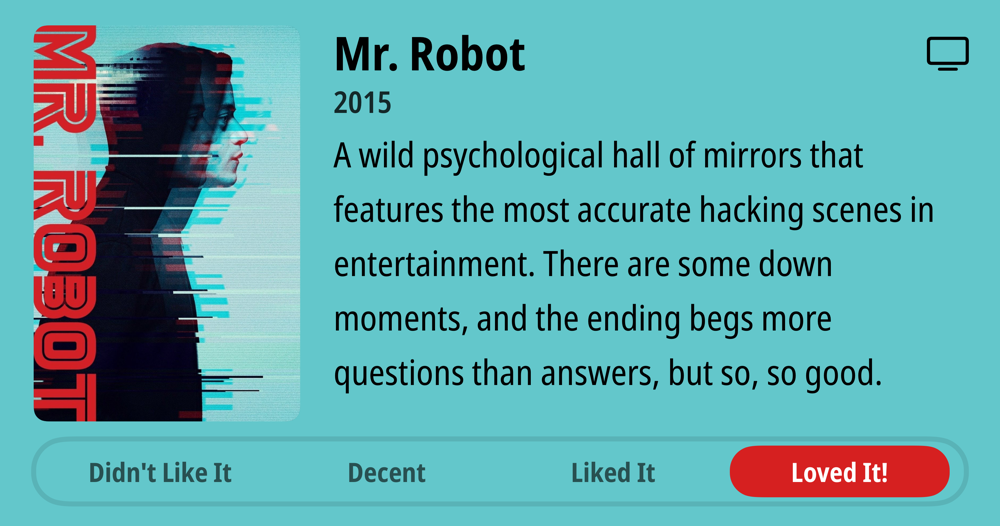 MR. ROBOT
Mr. Robot
2015
A wild psychological hall of mirrors that
features the most accurate hacking scenes in
entertainment. There are some down
moments, and the ending begs more
questions than answers, but so, so good.
Didn't Like It
Decent
Liked It
Loved It!